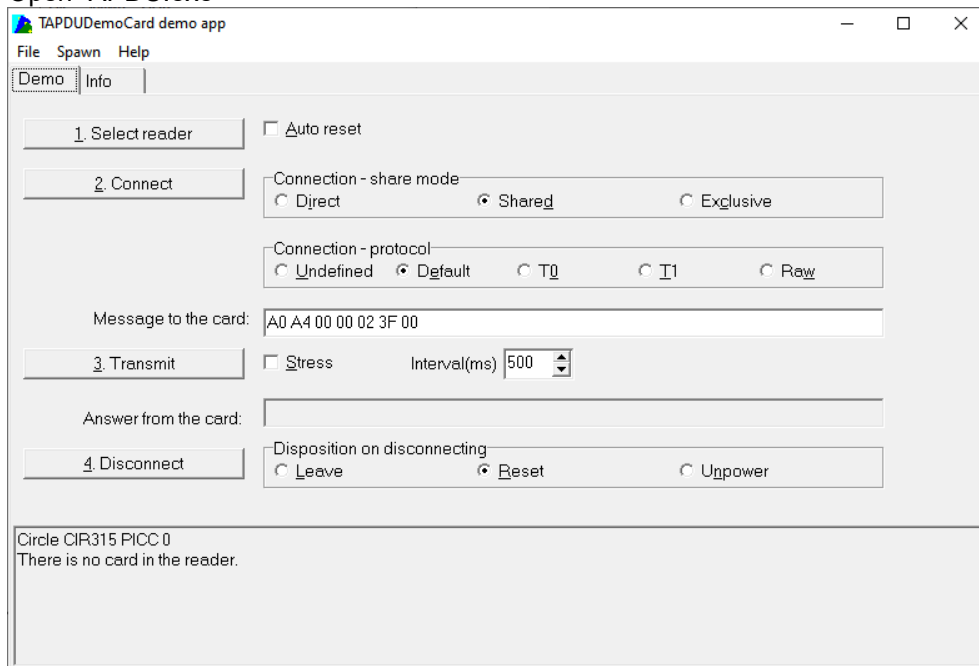 TAPDUDemoCard demo app
File Spawn Help
Demo Info
1. Select reader Auto reset
2. Connect
Connection - share mode
Direct Shared Exclusive
Connection - protocol
Undefined Default T0 T1 Raw
Message to the card: A0 A4 00 00 02 3F 00
3. Transmit Stress Interval(ms) 500
Answer from the card:
4. Disconnect
Disposition on disconnecting
Leave Reset Unpower
Circle CIR315 PICC 0
There is no card in the reader.